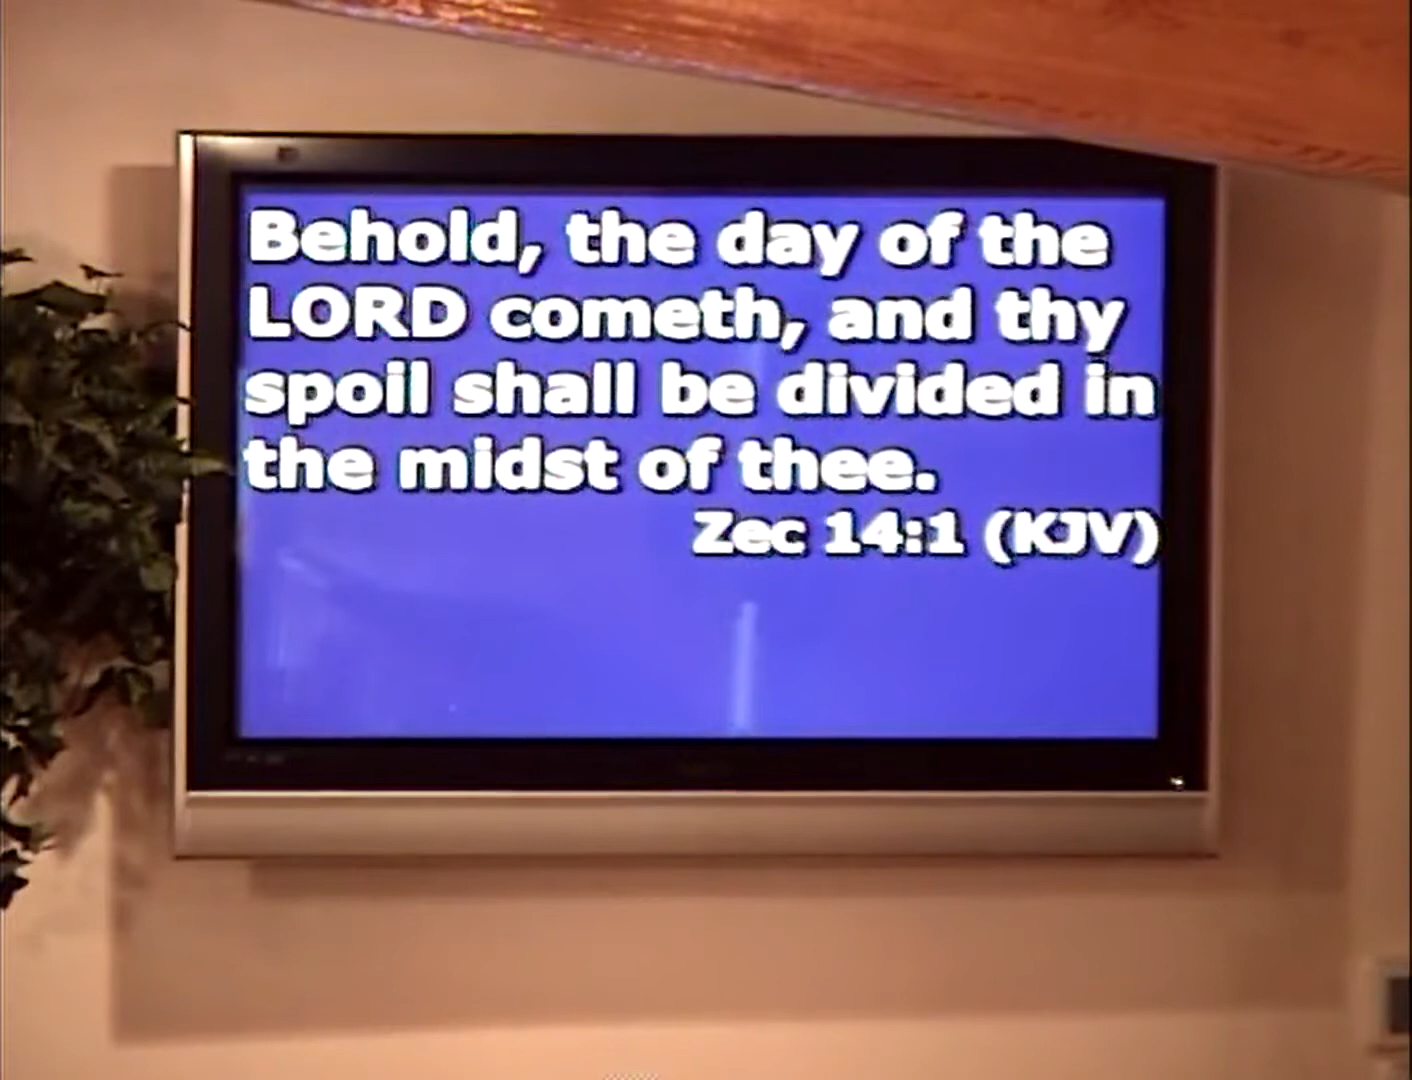 Behold, the day of the
LORD cometh, and thy
spoil shall be divided in
the midst of thee.
Zec 14:1 (KJV)